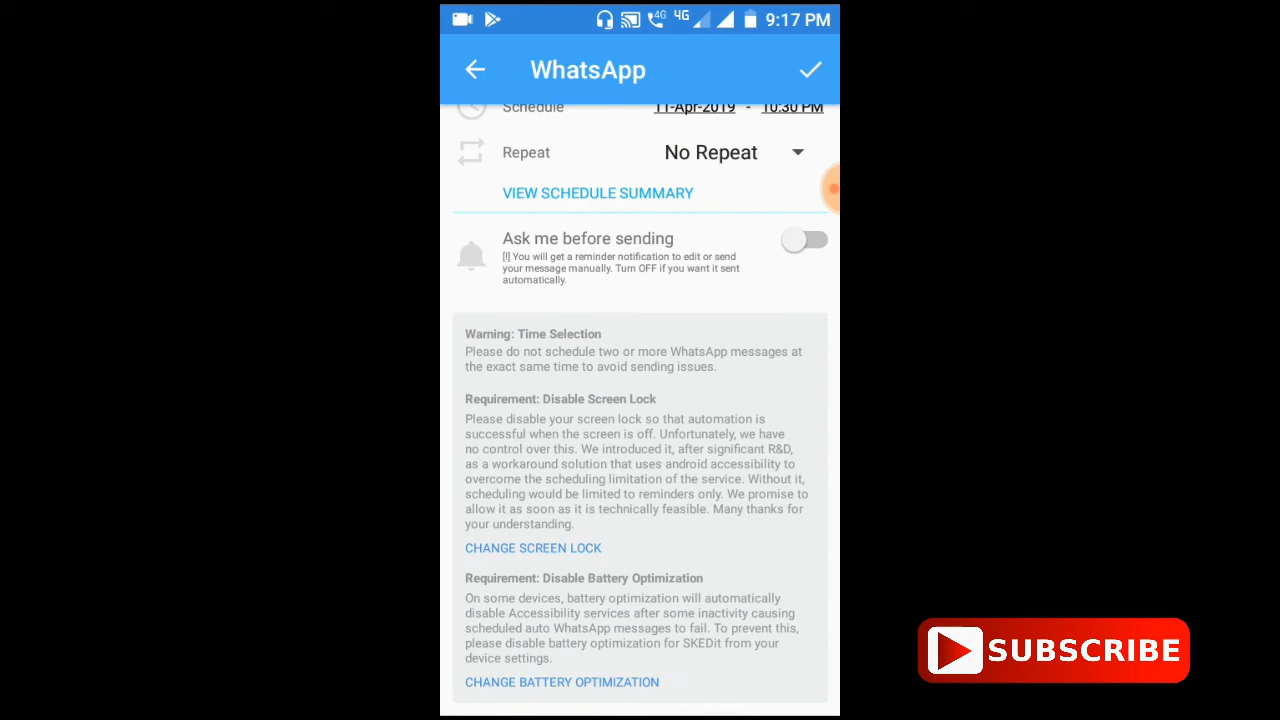 4G 4G 9:17 PM
WhatsApp
Schedule 11-Apr-2019 - 10:30 PM
Repeat No Repeat
VIEW SCHEDULE SUMMARY
Ask me before sending
[!] You will get a reminder notification to edit or send
your message manually. Turn OFF if you want it sent
automatically.
Warning: Time Selection
Please do not schedule two or more WhatsApp messages at
the exact same time to avoid sending issues.
Requirement: Disable Screen Lock
Please disable your screen lock so that automation is
successful when the screen is off. Unfortunately, we have
no control over this. We introduced it, after significant R&D,
as a workaround solution that uses android accessibility to
overcome the scheduling limitation of the service. Without it,
scheduling would be limited to reminders only. We promise to
allow it as soon as it is technically feasible. Many thanks for
your understanding.
CHANGE SCREEN LOCK
Requirement: Disable Battery Optimization
On some devices, battery optimization will automatically
disable Accessibility services after some inactivity causing
scheduled auto WhatsApp messages to fail. To prevent this,
please disable battery optimization for SKEDit from your
device settings.
CHANGE BATTERY OPTIMIZATION
SUBSCRIBE